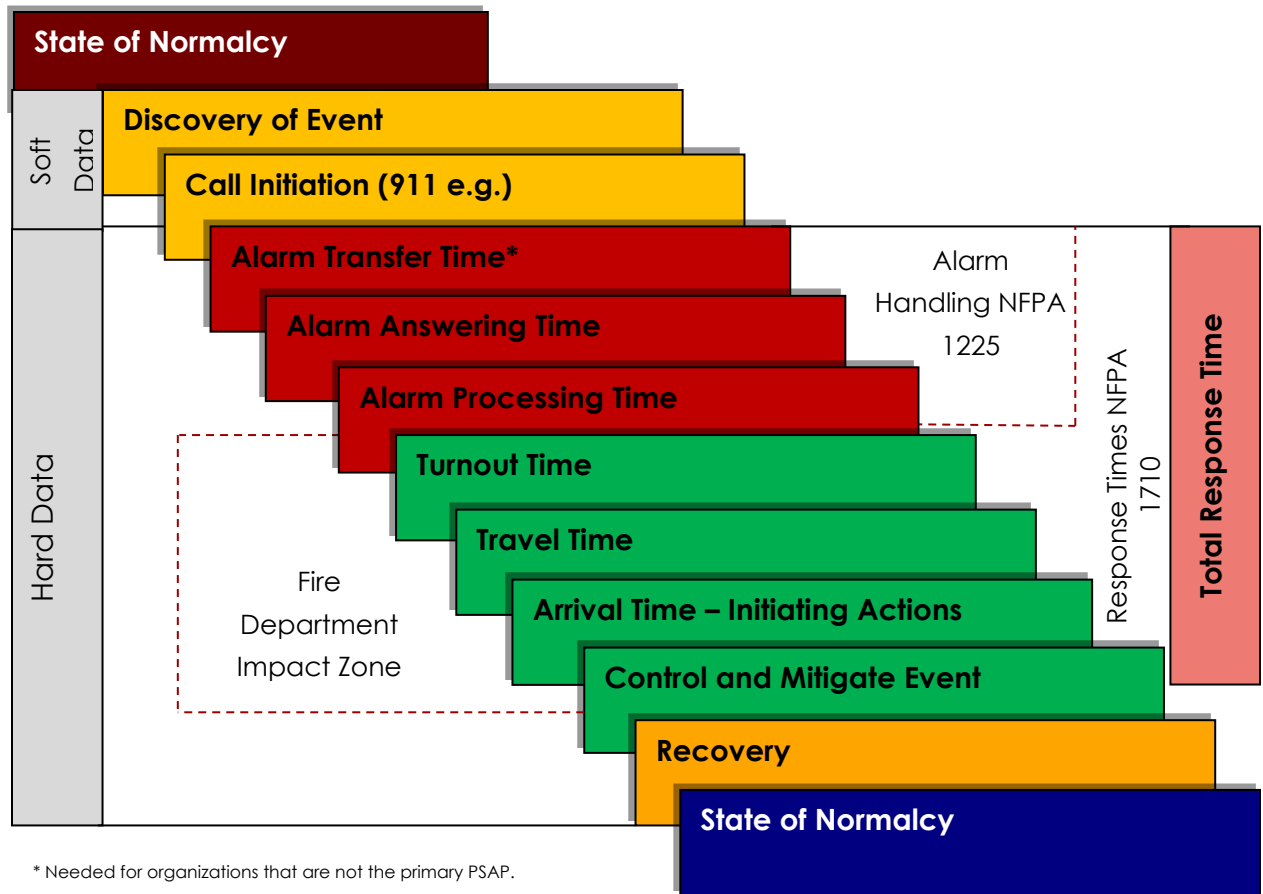 State of Normalcy
Soft
Data
Discovery of Event
Call Initiation (911 e.g.)
Hard Data
Alarm Transfer Time*
Alarm Answering Time
Alarm Processing Time
Alarm
Handling NFPA
1225
Turnout Time
Travel Time
Arrival Time – Initiating Actions
Control and Mitigate Event
Fire
Department
Impact Zone
Response Times NFPA
1710
Total Response Time
Recovery
State of Normalcy
* Needed for organizations that are not the primary PSAP.